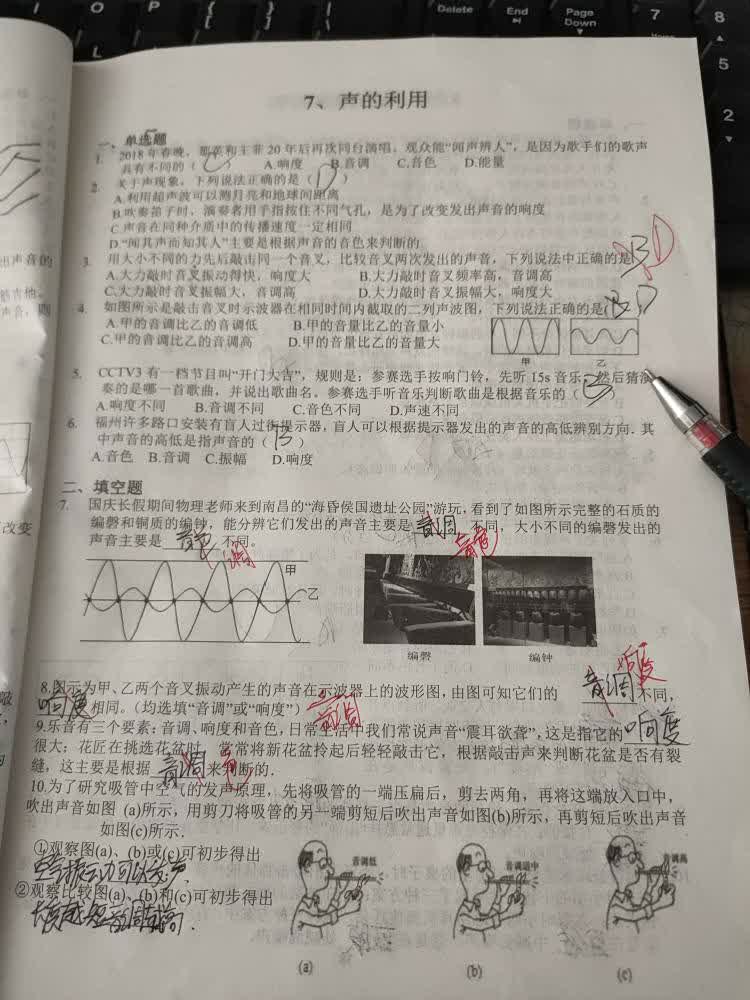 O
P
Delete
End
Page
Down
7
8
5
2
7、声的利用
一、单选题
1. 2018年春晚,那英和王菲20年后再次同台演唱。观众能“闻声辨人”,是因为歌手们的歌声
具有不同的( C ) A.响度 B.音调 C.音色 D.能量
2. 关于声现象,下列说法正确的是( D )
A.利用超声波可以测月亮和地球间距离
B.吹奏笛子时,演奏者用手指按住不同气孔,是为了改变发出声音的响度
C.声音在同种介质中的传播速度一定相同
D.“闻其声而知其人”主要是根据声音的音色来判断的
3. 用大小不同的力先后敲击同一个音叉,比较音叉两次发出的声音,下列说法中正确的是 B D
A.大力敲时音叉振动得快,响度大 B.大力敲时音叉频率高,音调高
C.大力敲时音叉振幅大,音调高 D.大力敲时音叉振幅大,响度大
4. 如图所示是敲击音叉时示波器在相同时间内截取的二列声波图,下列说法正确的是( D
A.甲的音调比乙的音调低 B.甲的音量比乙的音量小
C.甲的音调比乙的音调高 D.甲的音量比乙的音量大
甲 乙
5. CCTV3有一档节目叫“开门大吉”,规则是:参赛选手按响门铃,先听15s音乐,然后猜演
奏的是哪一首歌曲,并说出歌曲名。参赛选手听音乐判断歌曲是根据音乐的( C
A.响度不同 B.音调不同 C.音色不同 D.声速不同
6. 福州许多路口安装有盲人过街提示器,盲人可以根据提示器发出的声音的高低辨别方向.其
中声音的高低是指声音的( B )
A.音色 B.音调 C.振幅 D.响度
二、填空题
7. 国庆长假期间物理老师来到南昌的“海昏侯国遗址公园”游玩,看到了如图所示完整的石质的
编磬和铜质的编钟,能分辨它们发出的声音主要是 音调 不同,大小不同的编磬发出的
音色
声音主要是 音色 不同.
调
甲
乙
编磬 编钟
8.图示为甲、乙两个音叉振动产生的声音在示波器上的波形图,由图可知它们的 音调 不同,
响度
响度 相同。(均选填“音调”或“响度”)
音调
9.乐音有三个要素:音调、响度和音色,日常生活中我们常说声音“震耳欲聋”,这是指它的 响度
很大;花匠在挑选花盆时,常常将新花盆拎起后轻轻敲击它,根据敲击声来判断花盆是否有裂
缝,这主要是根据 音调 来判断的.
色
10.为了研究吸管中空气的发声原理,先将吸管的一端压扁后,剪去两角,再将这端放入口中,
吹出声音如图 (a)所示,用剪刀将吸管的另一端剪短后吹出声音如图(b)所示,再剪短后吹出声音
如图(c)所示.
①观察图(a)、(b)或(c)可初步得出
空气振动可以发声.
②观察比较图(a)、(b)和(c)可初步得出
音调低 音调适中 音调高
(a) (b) (c)